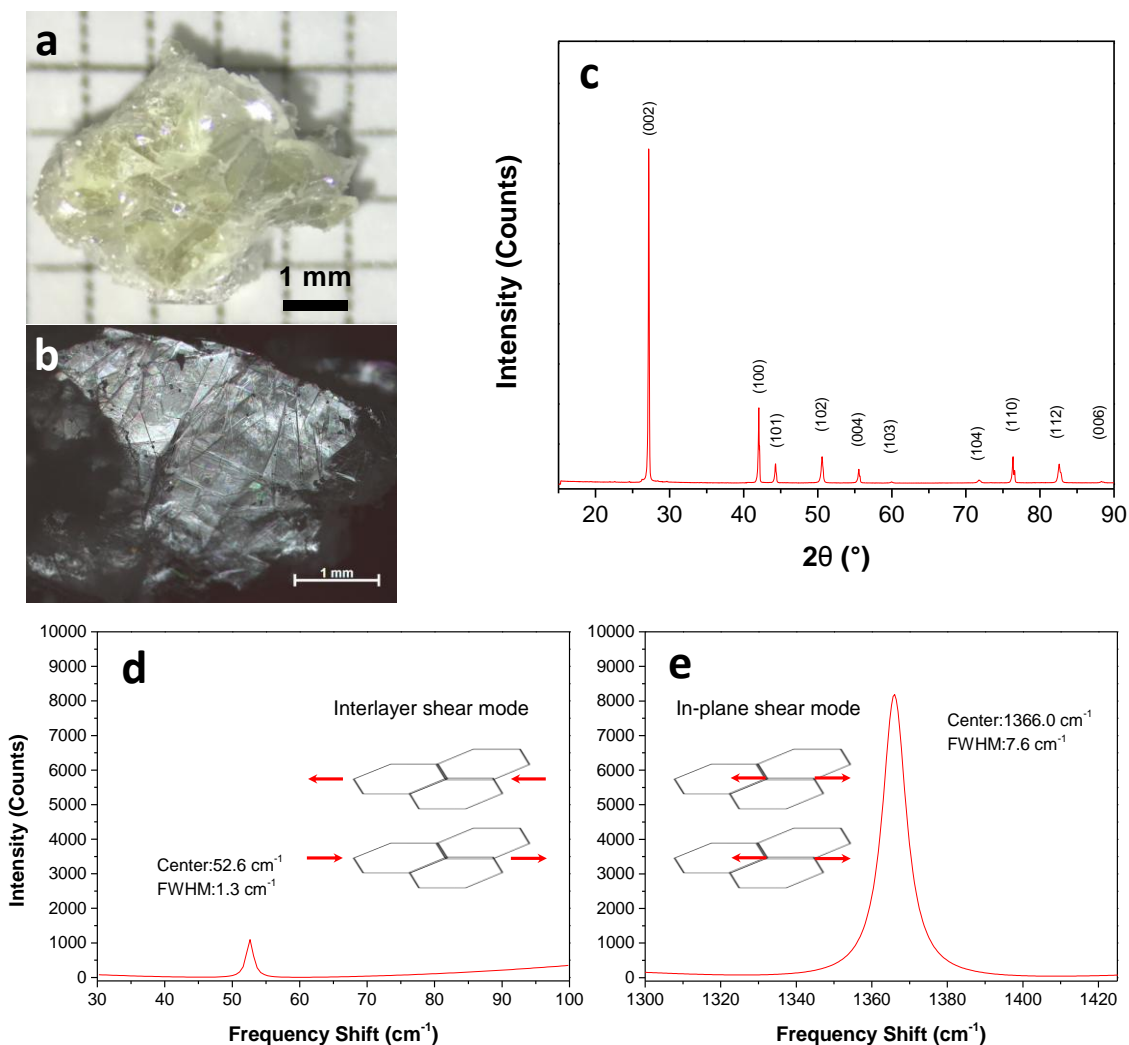 a
1 mm
b
1 mm
c
Intensity (Counts)
(002)
(100)
(101)
(102)
(004)
(103)
(104)
(110)
(112)
(006)
20 30 40 50 60 70 80 90
2θ (°)
d
Intensity (Counts)
10000
9000
8000
7000
6000
5000
4000
3000
2000
1000
0
Interlayer shear mode
Center:52.6 cm⁻¹
FWHM:1.3 cm⁻¹
30 40 50 60 70 80 90 100
Frequency Shift (cm⁻¹)
e
10000
9000
8000
7000
6000
5000
4000
3000
2000
1000
0
In-plane shear mode
Center:1366.0 cm⁻¹
FWHM:7.6 cm⁻¹
1300 1320 1340 1360 1380 1400 1420
Frequency Shift (cm⁻¹)